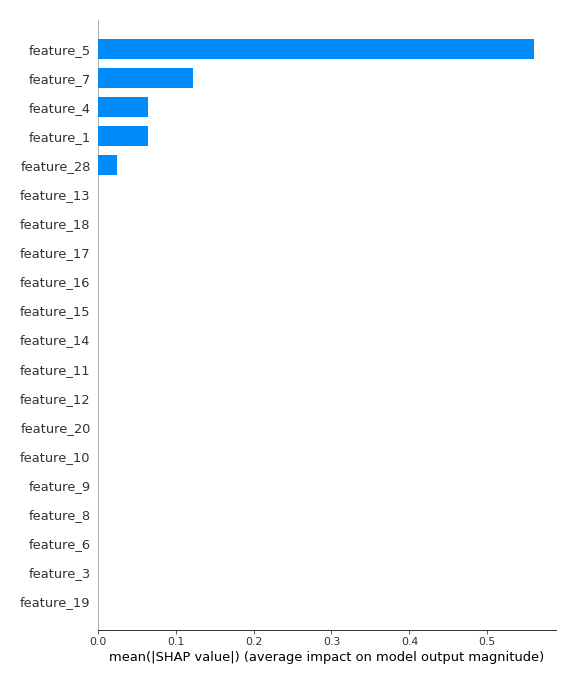 feature_5
feature_7
feature_4
feature_1
feature_28
feature_13
feature_18
feature_17
feature_16
feature_15
feature_14
feature_11
feature_12
feature_20
feature_10
feature_9
feature_8
feature_6
feature_3
feature_19
0.0 0.1 0.2 0.3 0.4 0.5
mean(|SHAP value|) (average impact on model output magnitude)